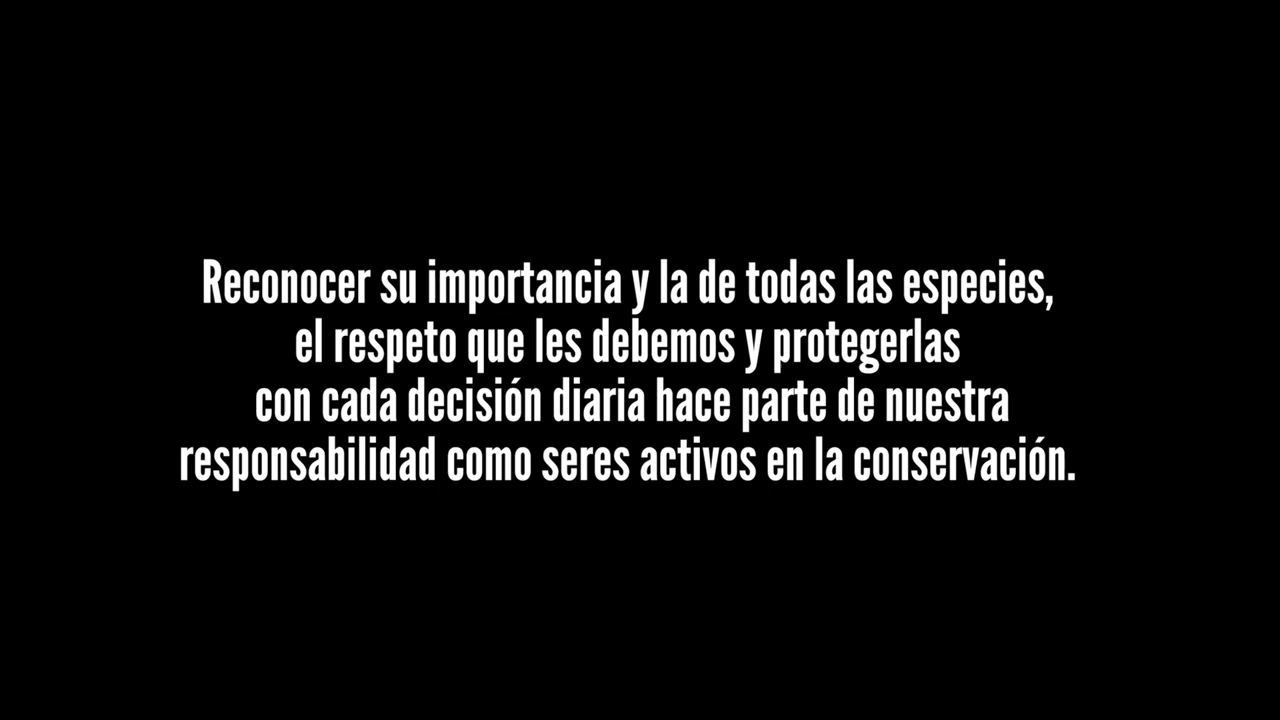 Reconocer su importancia y la de todas las especies,
el respeto que les debemos y protegerlas
con cada decisión diaria hace parte de nuestra
responsabilidad como seres activos en la conservación.